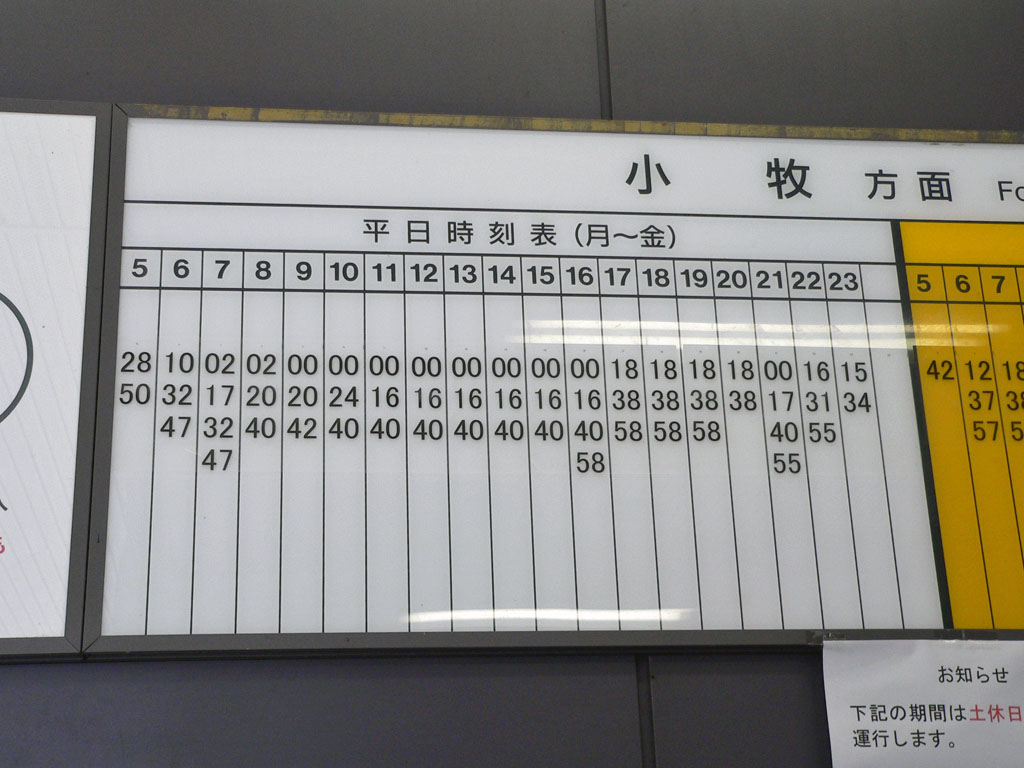 小 牧 方面 Fo
平日時刻表（月～金）
5 6 7 8 9 10 11 12 13 14 15 16 17 18 19 20 21 22 23 5 6 7
28 10 02 02 00 00 00 00 00 00 00 00 18 18 18 18 00 16 15 42 12 18
50 32 17 20 20 24 16 16 16 16 16 16 38 38 38 38 17 31 34 37
47 32 40 42 40 40 40 40 40 40 40 58 58 58 40 55 57
47 58 55
お知らせ
下記の期間は土休日
運行します。